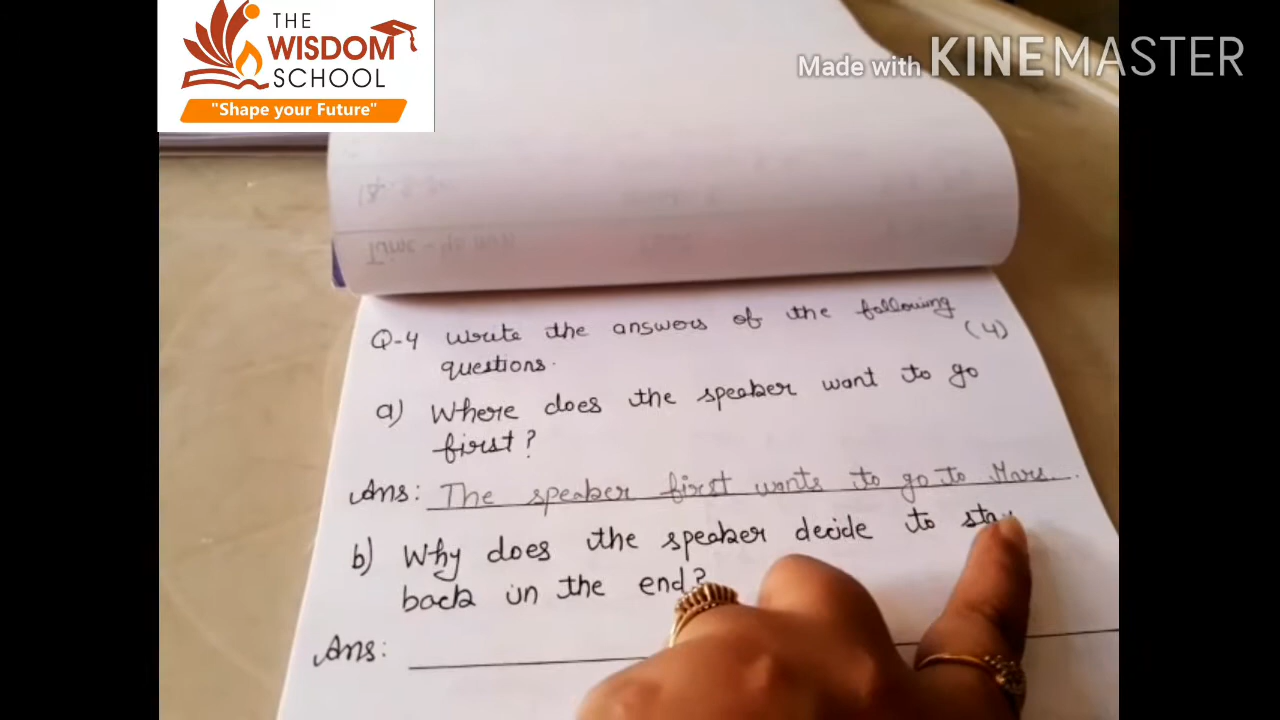 THE
WISDOM
SCHOOL
"Shape your Future"
Made with KINEMASTER
Q-4 Write the answers of the following
questions. (4)
a) Where does the speaker want to go
first?
Ans: The speaker first wants to go to Mars.
b) Why does the speaker decide to stay
back in the end?
Ans: